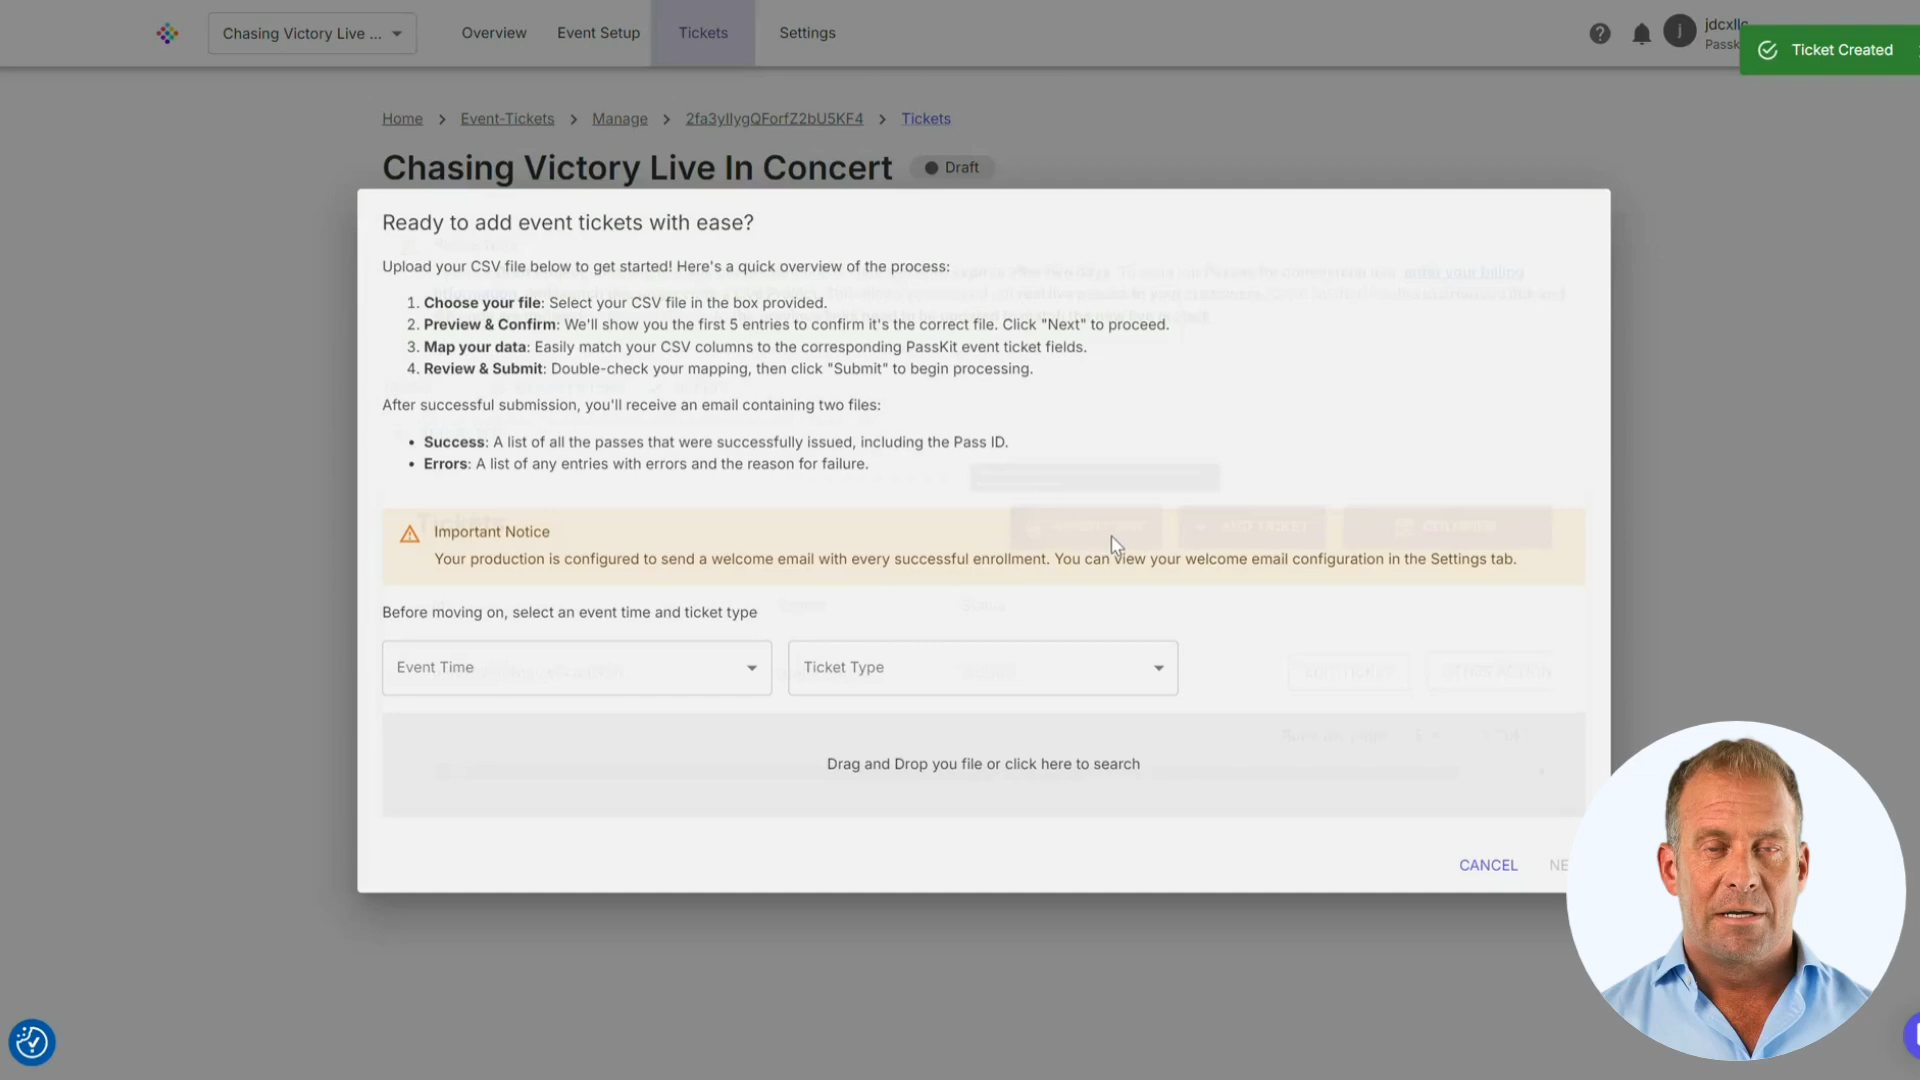 Chasing Victory Live ...
Overview
Event Setup
Tickets
Settings
j
jdcxllc
Passk
Ticket Created
Home > Event-Tickets > Manage > 2fa3yIlygQForfZ2bU5KF4 > Tickets
Chasing Victory Live In Concert
Draft
Ready to add event tickets with ease?
Upload your CSV file below to get started! Here's a quick overview of the process:
1. Choose your file: Select your CSV file in the box provided.
2. Preview & Confirm: We'll show you the first 5 entries to confirm it's the correct file. Click "Next" to proceed.
3. Map your data: Easily match your CSV columns to the corresponding PassKit event ticket fields.
4. Review & Submit: Double-check your mapping, then click "Submit" to begin processing.
After successful submission, you'll receive an email containing two files:
• Success: A list of all the passes that were successfully issued, including the Pass ID.
• Errors: A list of any entries with errors and the reason for failure.
Important Notice
Your production is configured to send a welcome email with every successful enrollment. You can view your welcome email configuration in the Settings tab.
Before moving on, select an event time and ticket type
Event Time
Ticket Type
Drag and Drop you file or click here to search
CANCEL
NE